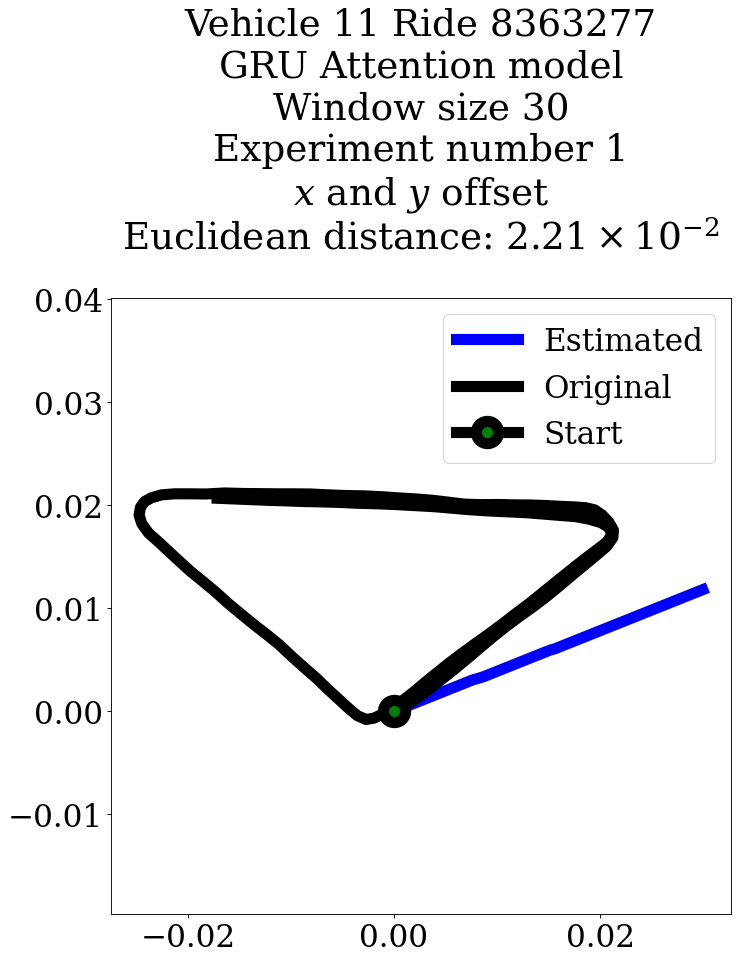 Vehicle 11 Ride 8363277
GRU Attention model
Window size 30
Experiment number 1
x and y offset
Euclidean distance: 2.21 × 10⁻²
0.04
0.03
0.02
0.01
0.00
−0.01
Estimated
Original
Start
−0.02 0.00 0.02